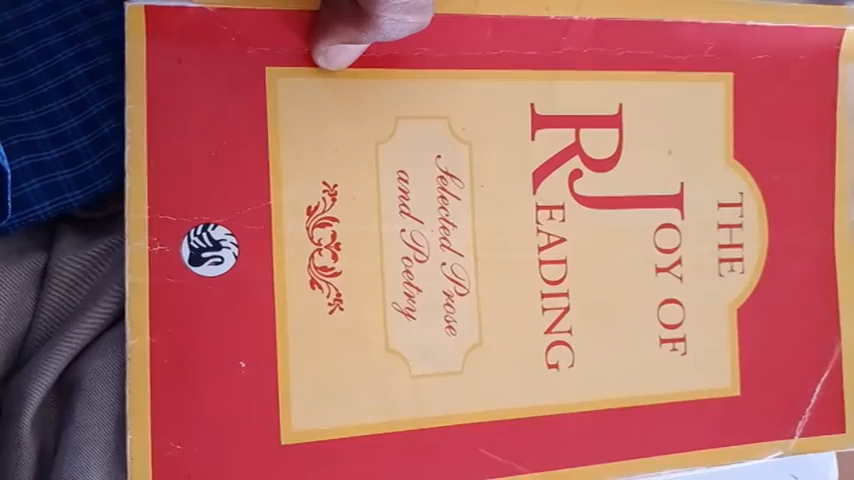 THE
JOY OF
READING
Selected Prose
and Poetry